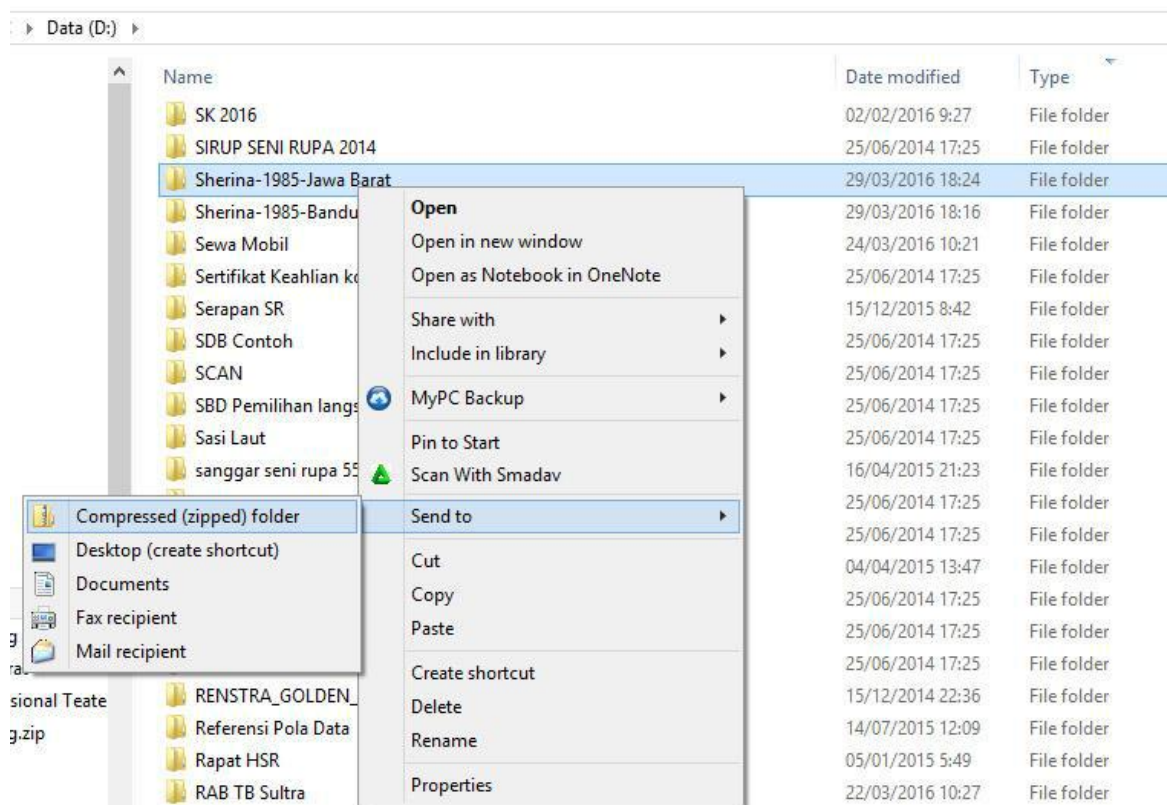 Data (D:)
Name Date modified Type
SK 2016 02/02/2016 9:27 File folder
SIRUP SENI RUPA 2014 25/06/2014 17:25 File folder
Sherina-1985-Jawa Barat 29/03/2016 18:24 File folder
Sherina-1985-Bandu 29/03/2016 18:16 File folder
Sewa Mobil 24/03/2016 10:21 File folder
Sertifikat Keahlian 25/06/2014 17:25 File folder
Serapan SR 15/12/2015 8:42 File folder
SDB Contoh 25/06/2014 17:25 File folder
SCAN 25/06/2014 17:25 File folder
SBD Pemilihan langs 25/06/2014 17:25 File folder
Sasi Laut 25/06/2014 17:25 File folder
sanggar seni rupa 55 16/04/2015 21:23 File folder
25/06/2014 17:25 File folder
25/06/2014 17:25 File folder
04/04/2015 13:47 File folder
25/06/2014 17:25 File folder
25/06/2014 17:25 File folder
25/06/2014 17:25 File folder
RENSTRA_GOLDEN_ 15/12/2014 22:36 File folder
Referensi Pola Data 14/07/2015 12:09 File folder
Rapat HSR 05/01/2015 5:49 File folder
RAB TB Sultra 22/03/2016 10:27 File folder
Open
Open in new window
Open as Notebook in OneNote
Share with
Include in library
MyPC Backup
Pin to Start
Scan With Smadav
Send to
Cut
Copy
Paste
Create shortcut
Delete
Rename
Properties
Compressed (zipped) folder
Desktop (create shortcut)
Documents
Fax recipient
Mail recipient
g
sional Teate
g.zip